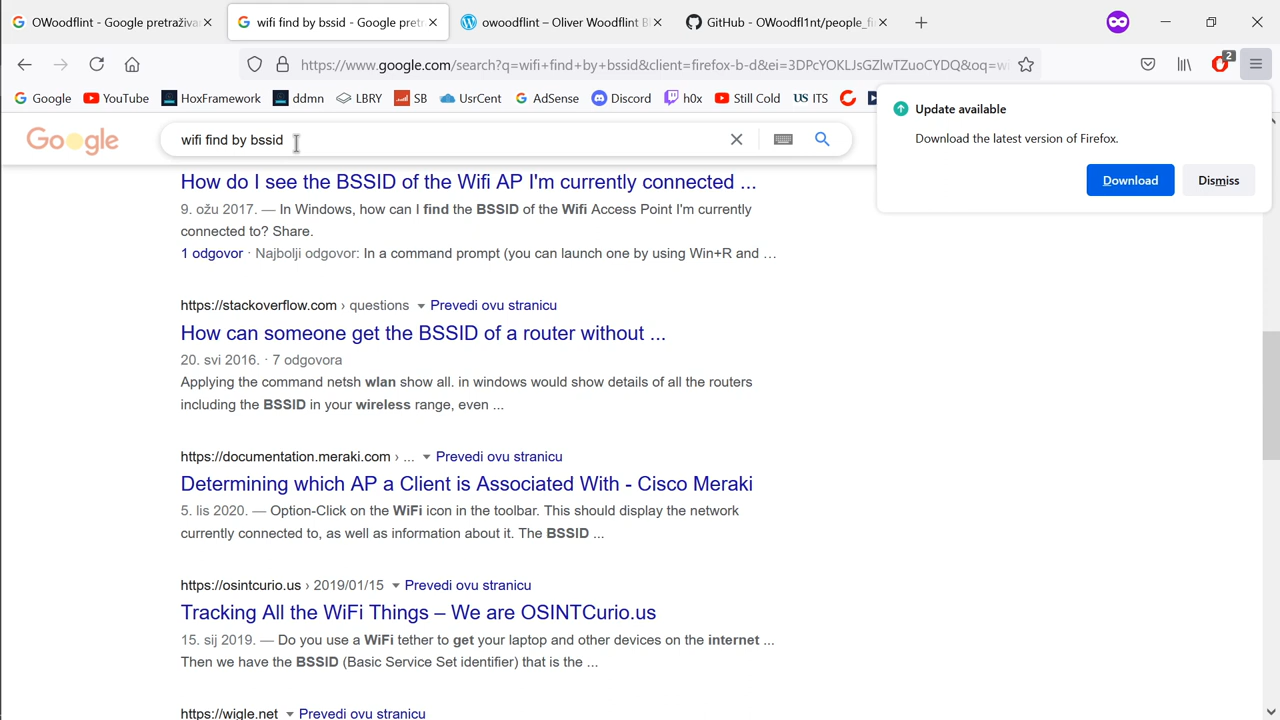 OWoodflint - Google pretraživa
wifi find by bssid - Google pretr
owoodflint – Oliver Woodflint B
GitHub - OWoodfl1nt/people_fi
https://www.google.com/search?q=wifi+find+by+bssid&client=firefox-b-d&ei=3DPcYOKLJsGZlwTZuoCYDQ&oq=wi
2
Google
YouTube
HoxFramework
ddmn
LBRY
SB
UsrCent
AdSense
Discord
h0x
Still Cold
US ITS
Update available
Download the latest version of Firefox.
Download
Dismiss
Google
wifi find by bssid
How do I see the BSSID of the Wifi AP I'm currently connected ...
9. ožu 2017. — In Windows, how can I find the BSSID of the Wifi Access Point I'm currently
connected to? Share.
1 odgovor · Najbolji odgovor: In a command prompt (you can launch one by using Win+R and ...
https://stackoverflow.com › questions Prevedi ovu stranicu
How can someone get the BSSID of a router without ...
20. svi 2016. · 7 odgovora
Applying the command netsh wlan show all. in windows would show details of all the routers
including the BSSID in your wireless range, even ...
https://documentation.meraki.com › ... Prevedi ovu stranicu
Determining which AP a Client is Associated With - Cisco Meraki
5. lis 2020. — Option-Click on the WiFi icon in the toolbar. This should display the network
currently connected to, as well as information about it. The BSSID ...
https://osintcurio.us › 2019/01/15 Prevedi ovu stranicu
Tracking All the WiFi Things – We are OSINTCurio.us
15. sij 2019. — Do you use a WiFi tether to get your laptop and other devices on the internet ...
Then we have the BSSID (Basic Service Set identifier) that is the ...
https://wigle.net Prevedi ovu stranicu